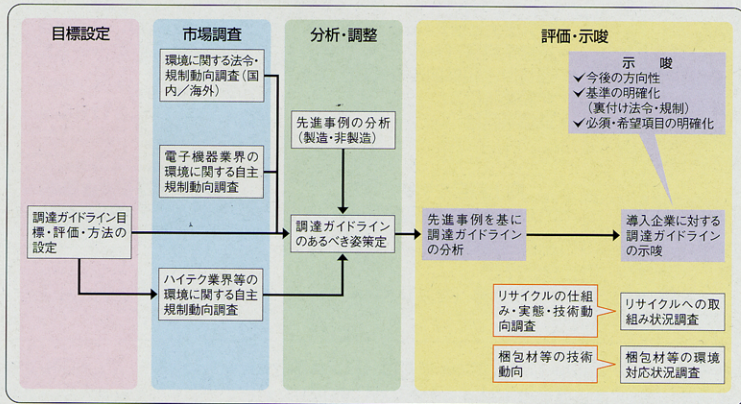 目標設定
市場調査
分析・調整
評価・示唆
環境に関する法令・
規制動向調査(国
内/海外)
電子機器業界の
環境に関する自主
規制動向調査
調達ガイドライン目
標・評価・方法の
設定
ハイテク業界等の
環境に関する自主
規制動向調査
先進事例の分析
(製造・非製造)
調達ガイドライン
のあるべき姿策定
先進事例を基に
調達ガイドライン
の分析
示 唆
✓今後の方向性
✓基準の明確化
(裏付け法令・規制)
✓必須・希望項目の明確化
導入企業に対する
調達ガイドライン
の示唆
リサイクルの仕組
み・実態・技術動
向調査
リサイクルへの取
組み状況調査
梱包材等の技術
動向
梱包材等の環境
対応状況調査